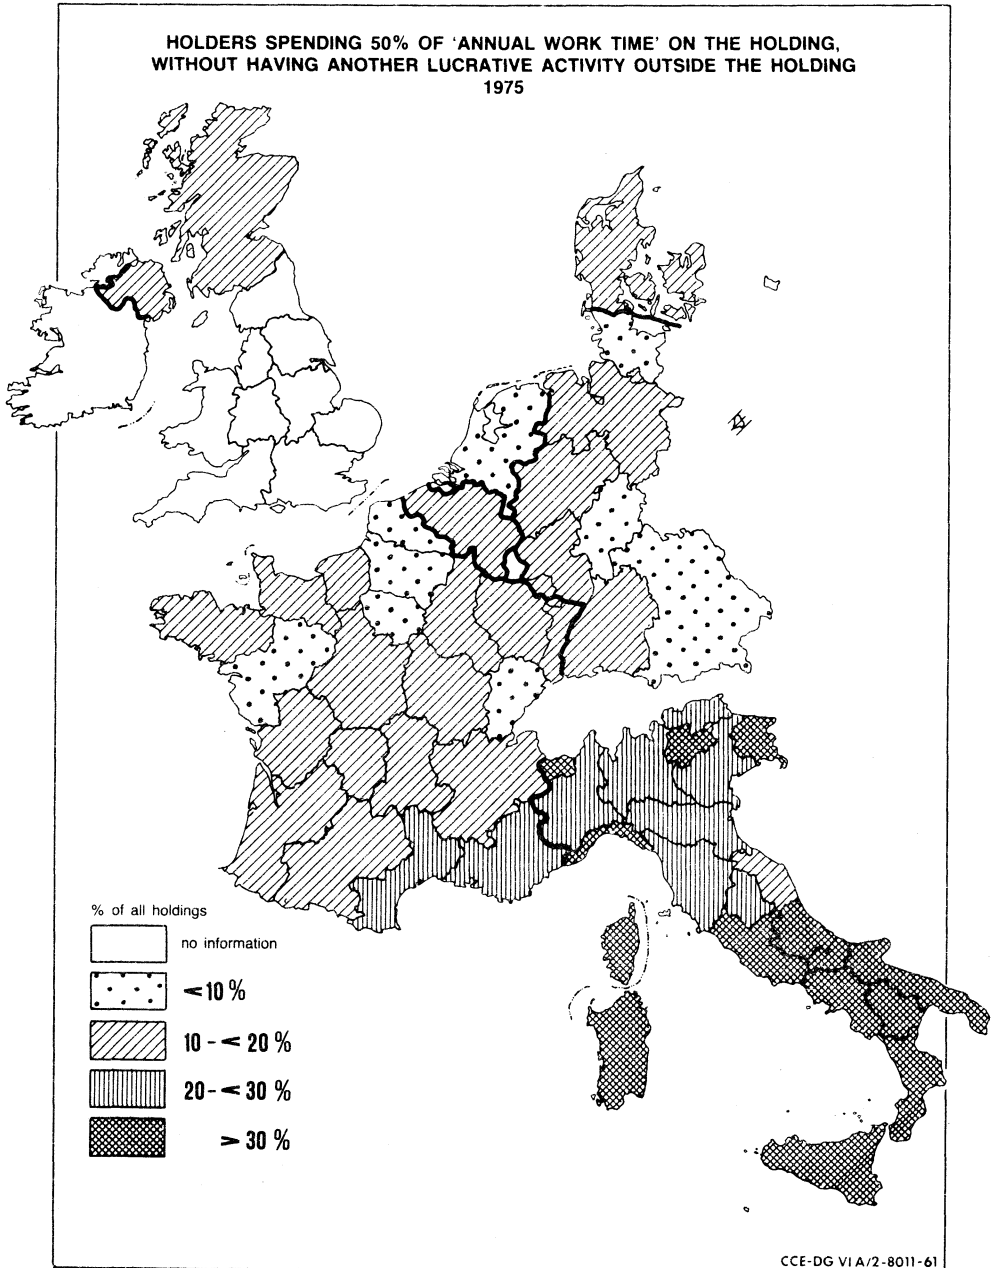 HOLDERS SPENDING 50% OF ‘ANNUAL WORK TIME’ ON THE HOLDING,
WITHOUT HAVING ANOTHER LUCRATIVE ACTIVITY OUTSIDE THE HOLDING
1975
% of all holdings
no information
<10 %
10 - < 20 %
20 - < 30 %
> 30 %
CCE-DG VI A/2-8011-61